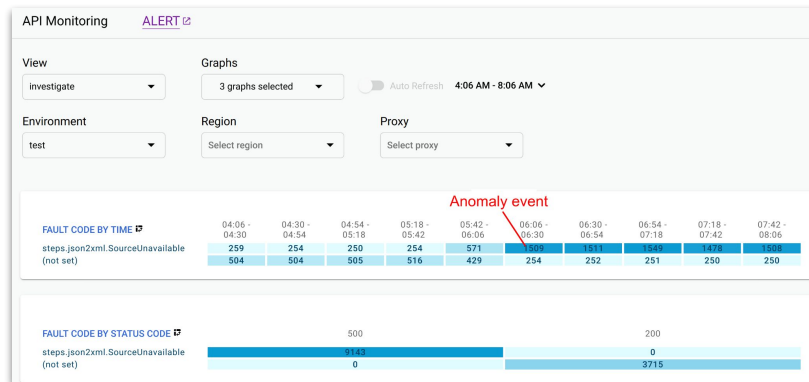 API Monitoring ALERT
View Graphs
investigate 3 graphs selected Auto Refresh 4:06 AM - 8:06 AM
Environment Region Proxy
test Select region Select proxy
Anomaly event
FAULT CODE BY TIME 04:06 - 04:30 04:30 - 04:54 04:54 - 05:18 05:18 - 05:42 05:42 - 06:06 06:06 - 06:30 06:30 - 06:54 06:54 - 07:18 07:18 - 07:42 07:42 - 08:06
steps.json2xml.SourceUnavailable 259 254 250 254 571 1509 1511 1549 1478 1508
(not set) 504 504 505 516 429 254 252 251 250 250
FAULT CODE BY STATUS CODE 500 200
steps.json2xml.SourceUnavailable 9143 0
(not set) 0 3715